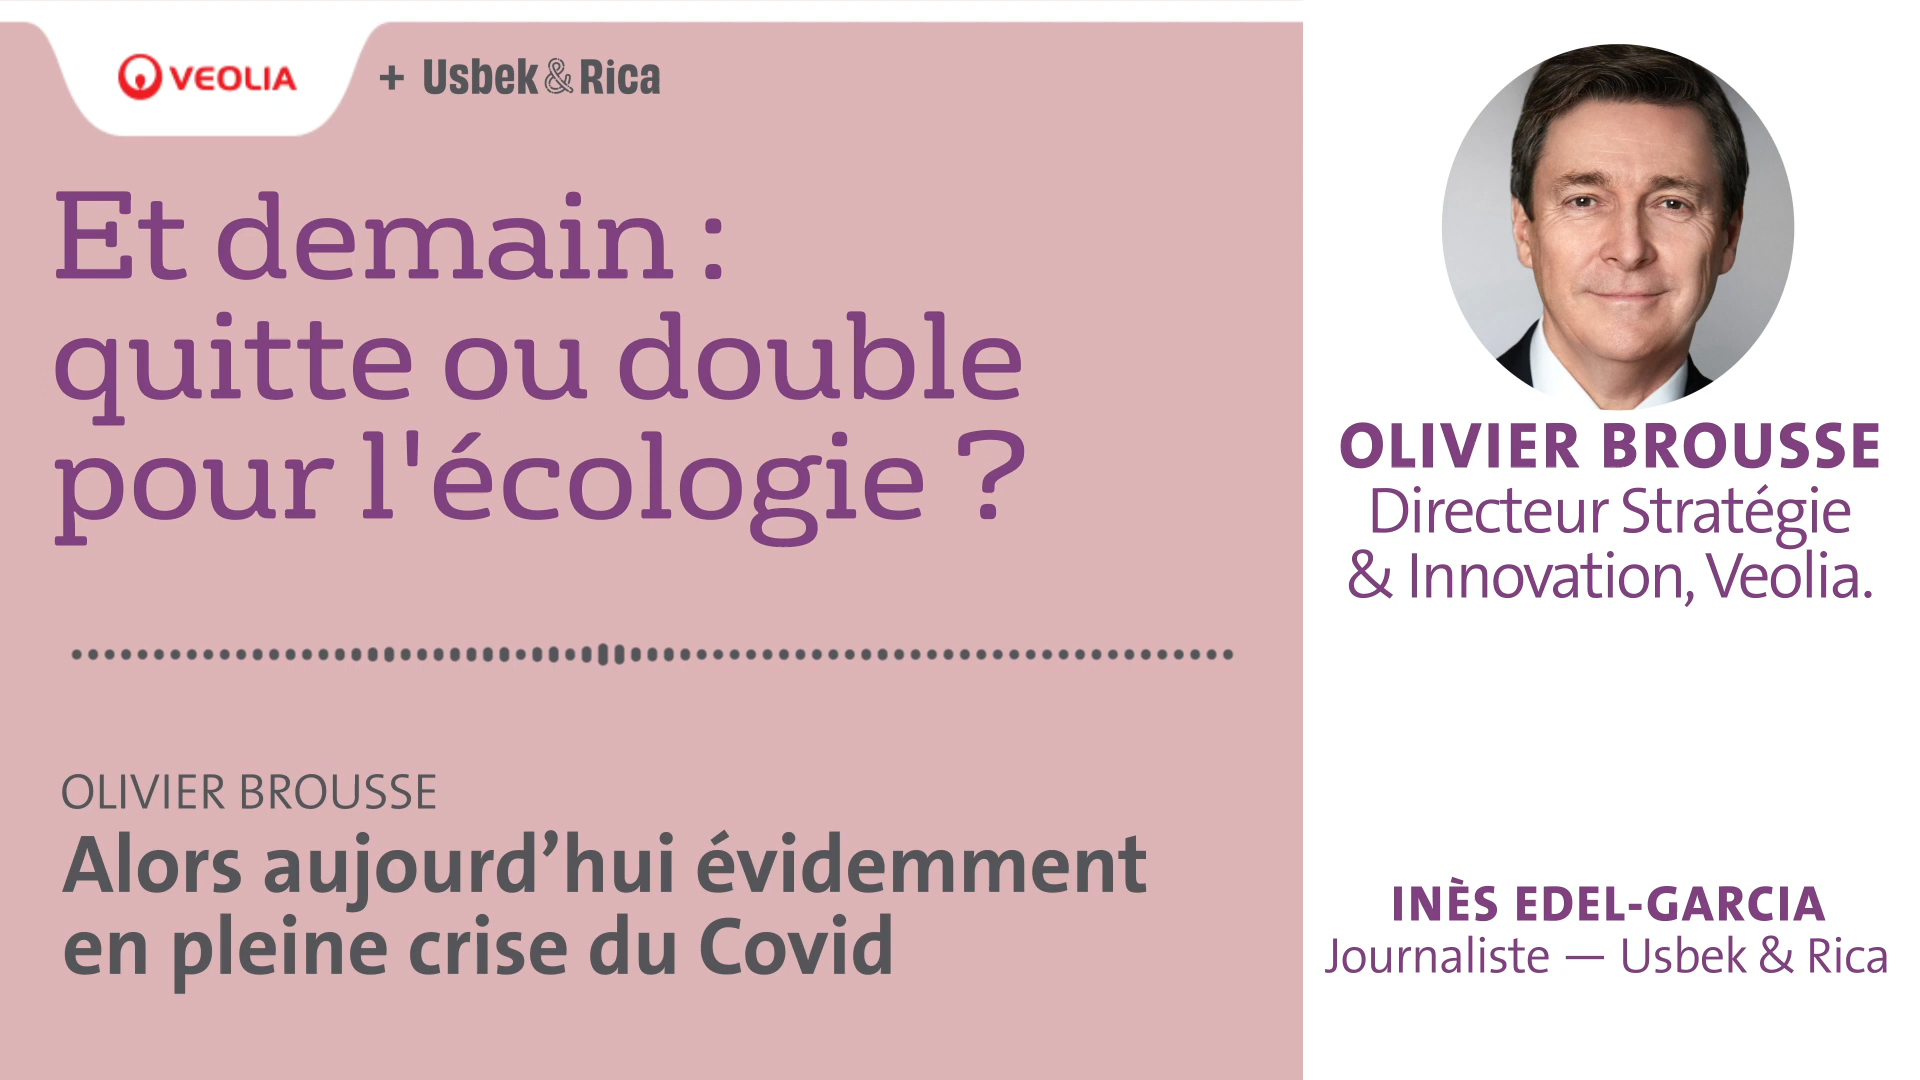 VEOLIA + Usbek & Rica
Et demain :
quitte ou double
pour l'écologie ?
OLIVIER BROUSSE
Alors aujourd’hui évidemment
en pleine crise du Covid
OLIVIER BROUSSE
Directeur Stratégie
& Innovation, Veolia.
INÈS EDEL-GARCIA
Journaliste — Usbek & Rica